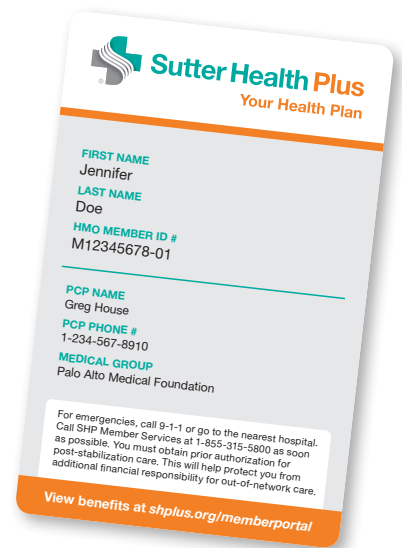 Sutter Health Plus
Your Health Plan
®
FIRST NAME
Jennifer
LAST NAME
Doe
HMO MEMBER ID #
M12345678-01
PCP NAME
Greg House
PCP PHONE #
1-234-567-8910
MEDICAL GROUP
Palo Alto Medical Foundation
For emergencies, call 9-1-1 or go to the nearest hospital.
Call SHP Member Services at 1-855-315-5800 as soon
as possible. You must obtain prior authorization for
post-stabilization care. This will help protect you from
additional financial responsibility for out-of-network care.
View benefits at shplus.org/memberportal